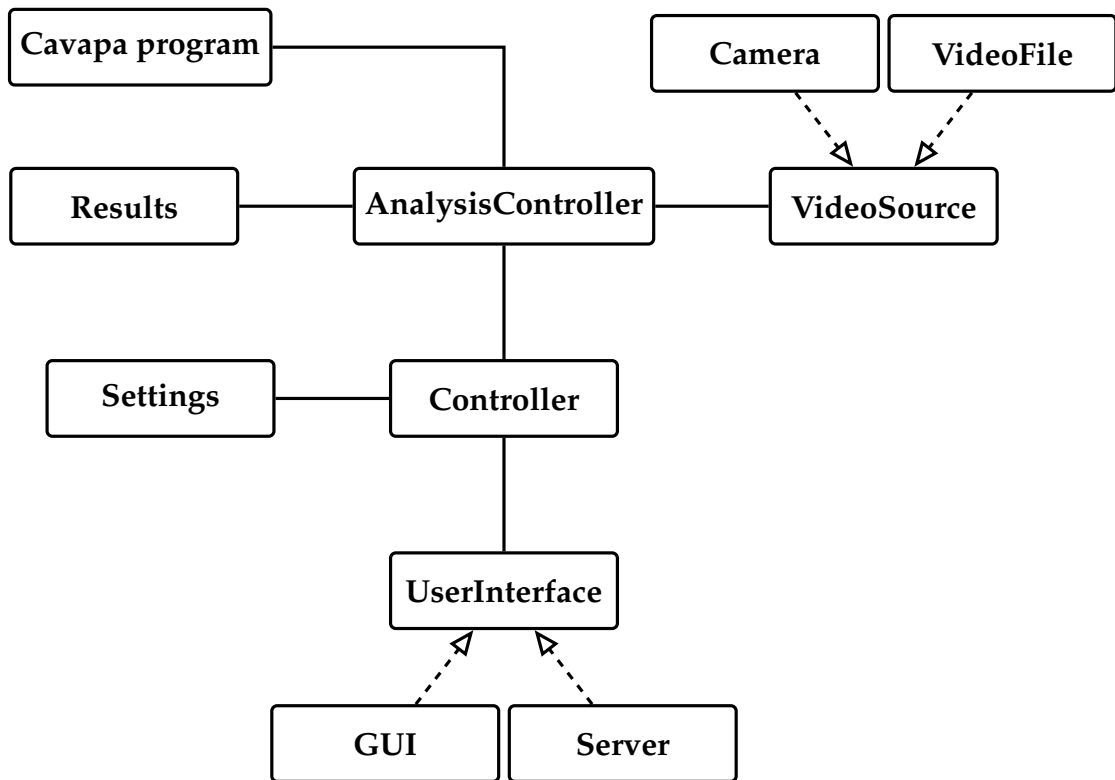 Cavapa program
Camera
VideoFile
Results
AnalysisController
VideoSource
Settings
Controller
UserInterface
GUI
Server